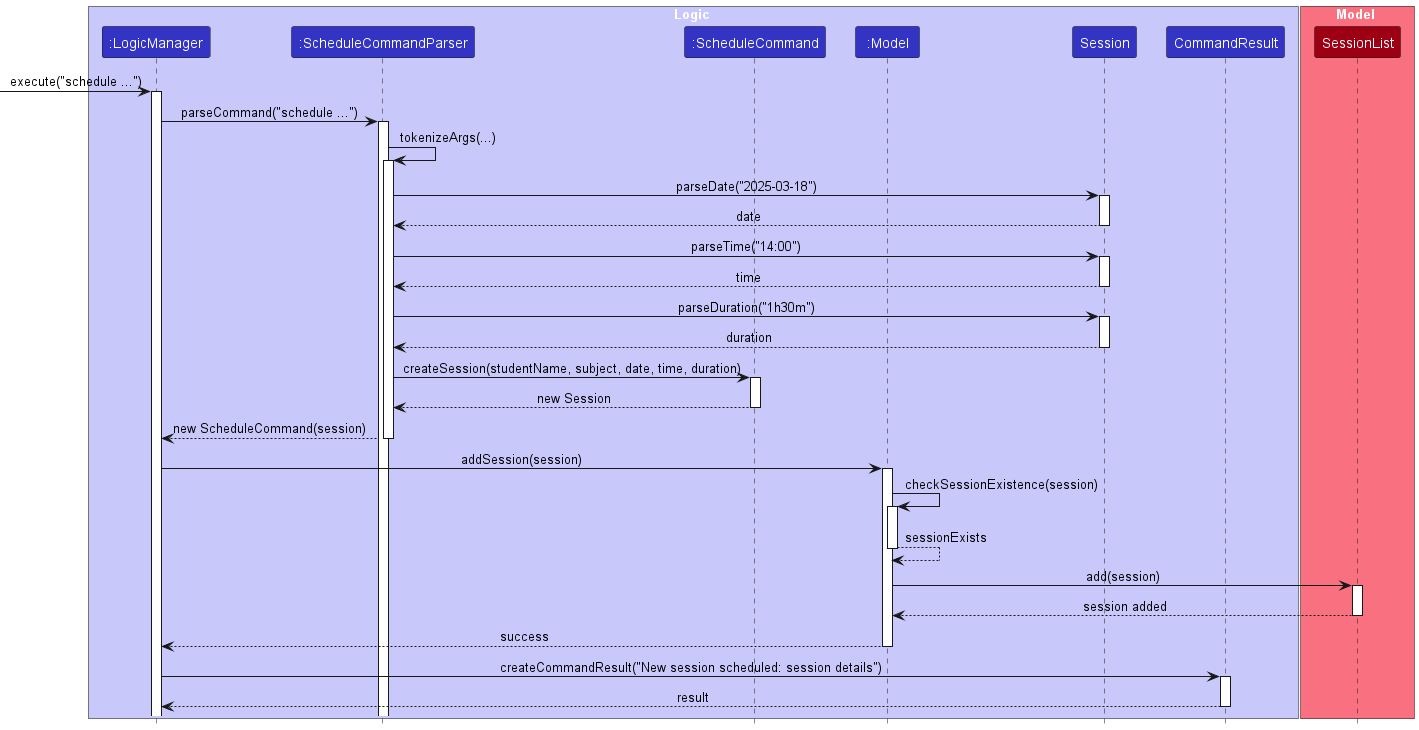 Logic
Model
:LogicManager
:ScheduleCommandParser
:ScheduleCommand
:Model
Session
CommandResult
SessionList
execute("schedule ...")
parseCommand("schedule ...")
tokenizeArgs(...)
parseDate("2025-03-18")
date
parseTime("14:00")
time
parseDuration("1h30m")
duration
createSession(studentName, subject, date, time, duration)
new Session
new ScheduleCommand(session)
addSession(session)
checkSessionExistence(session)
sessionExists
add(session)
session added
success
createCommandResult("New session scheduled: session details")
result